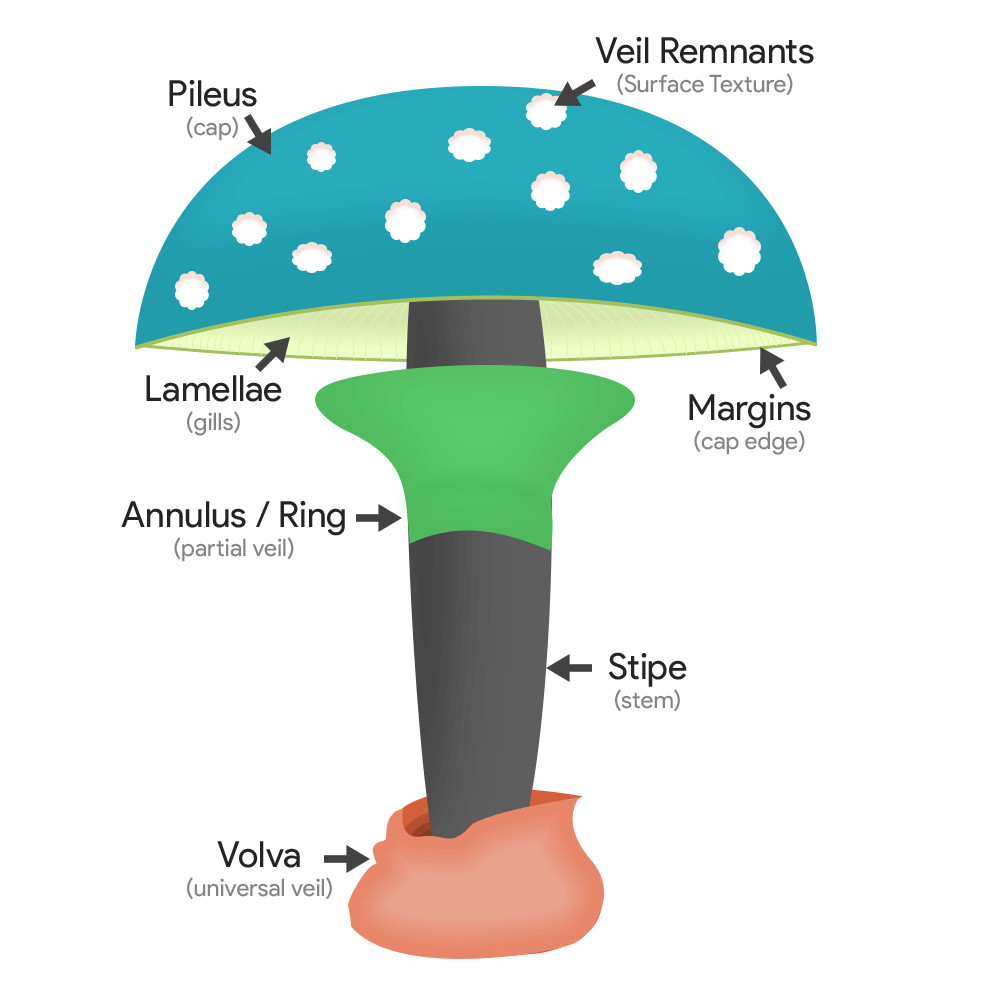 Veil Remnants
(Surface Texture)
Pileus
(cap)
Lamellae
(gills)
Margins
(cap edge)
Annulus / Ring
(partial veil)
Stipe
(stem)
Volva
(universal veil)